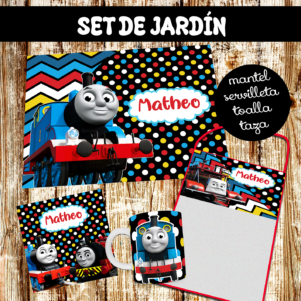 SET DE JARDÍN
mantel
servilleta
toalla
taza
Matheo
Matheo
Matheo